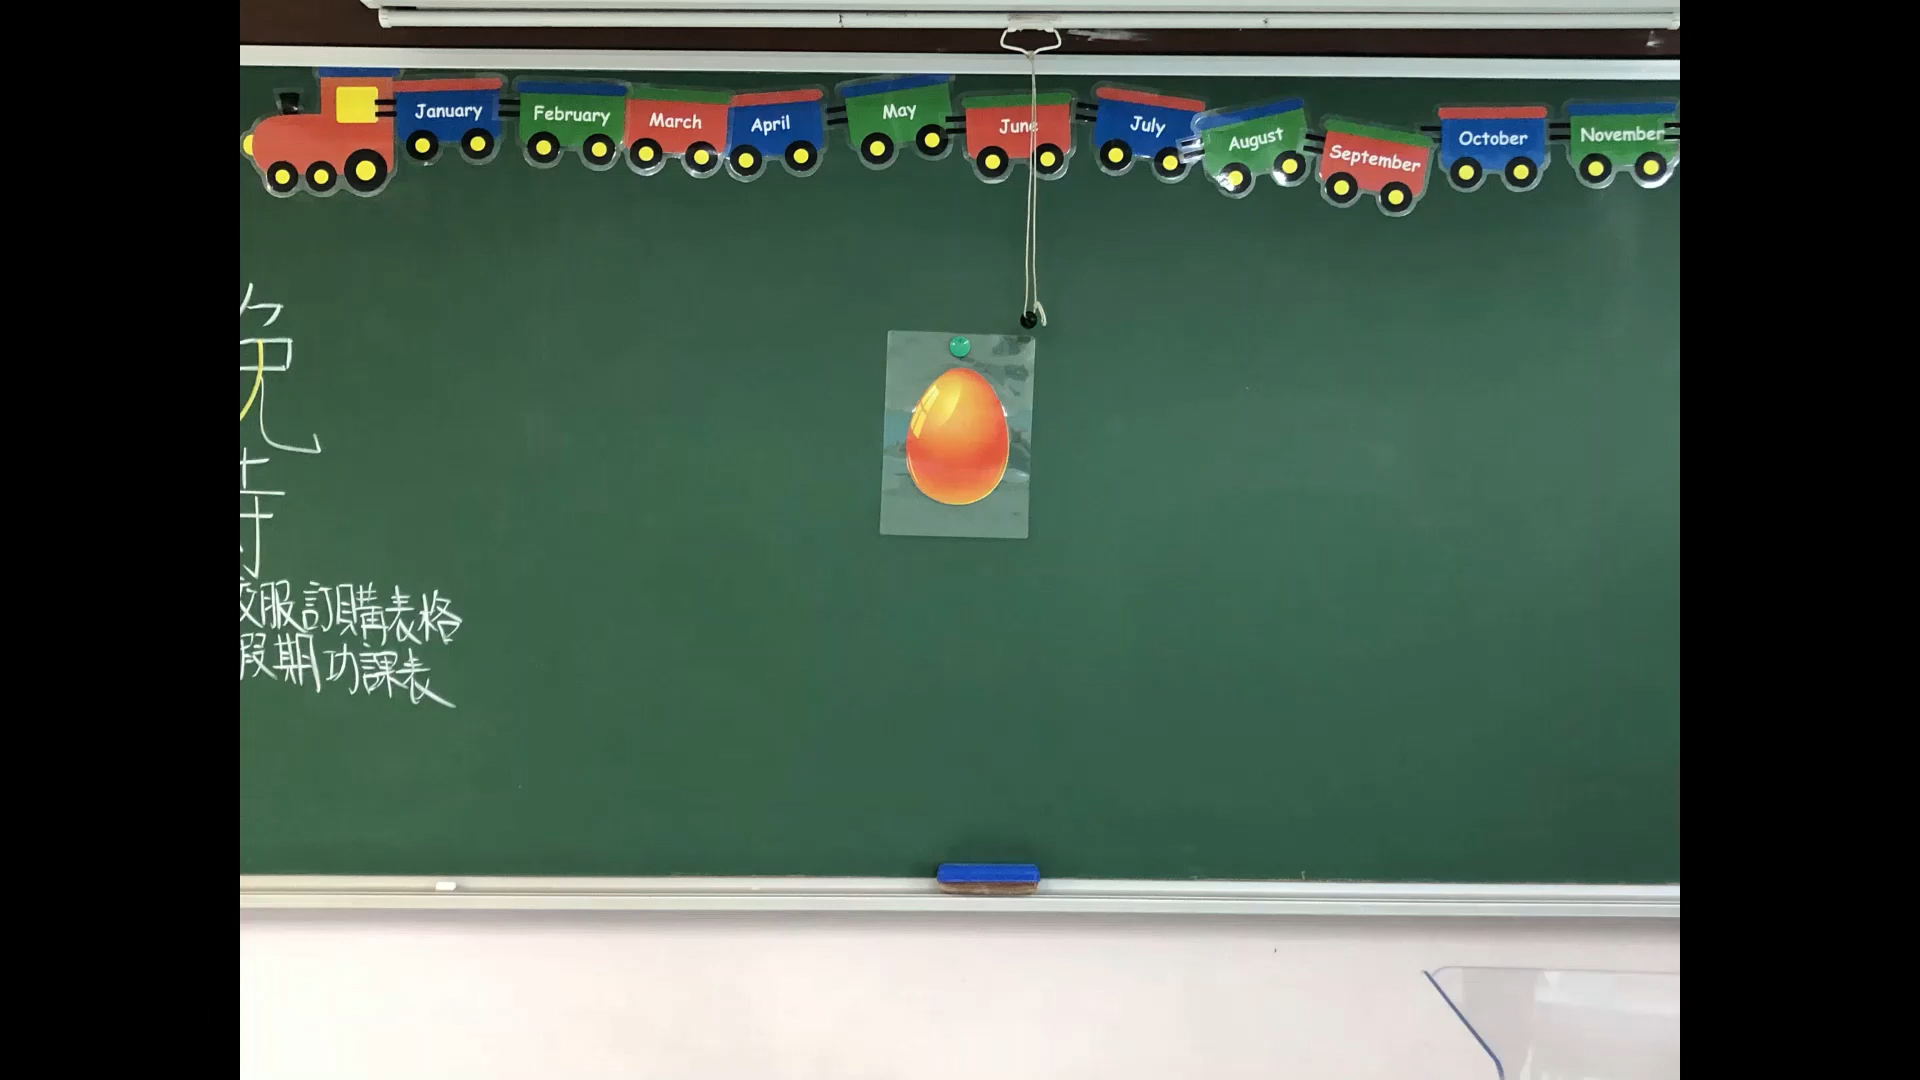 January February March April May June July August September October November
服訂購表格
假期功課表